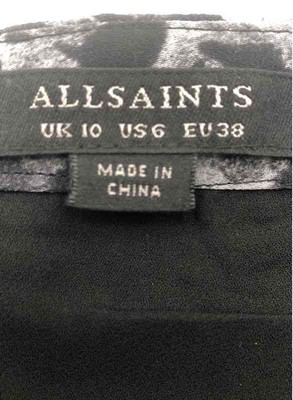 ALLSAINTS
UK 10 US 6 EU 38
MADE IN
CHINA